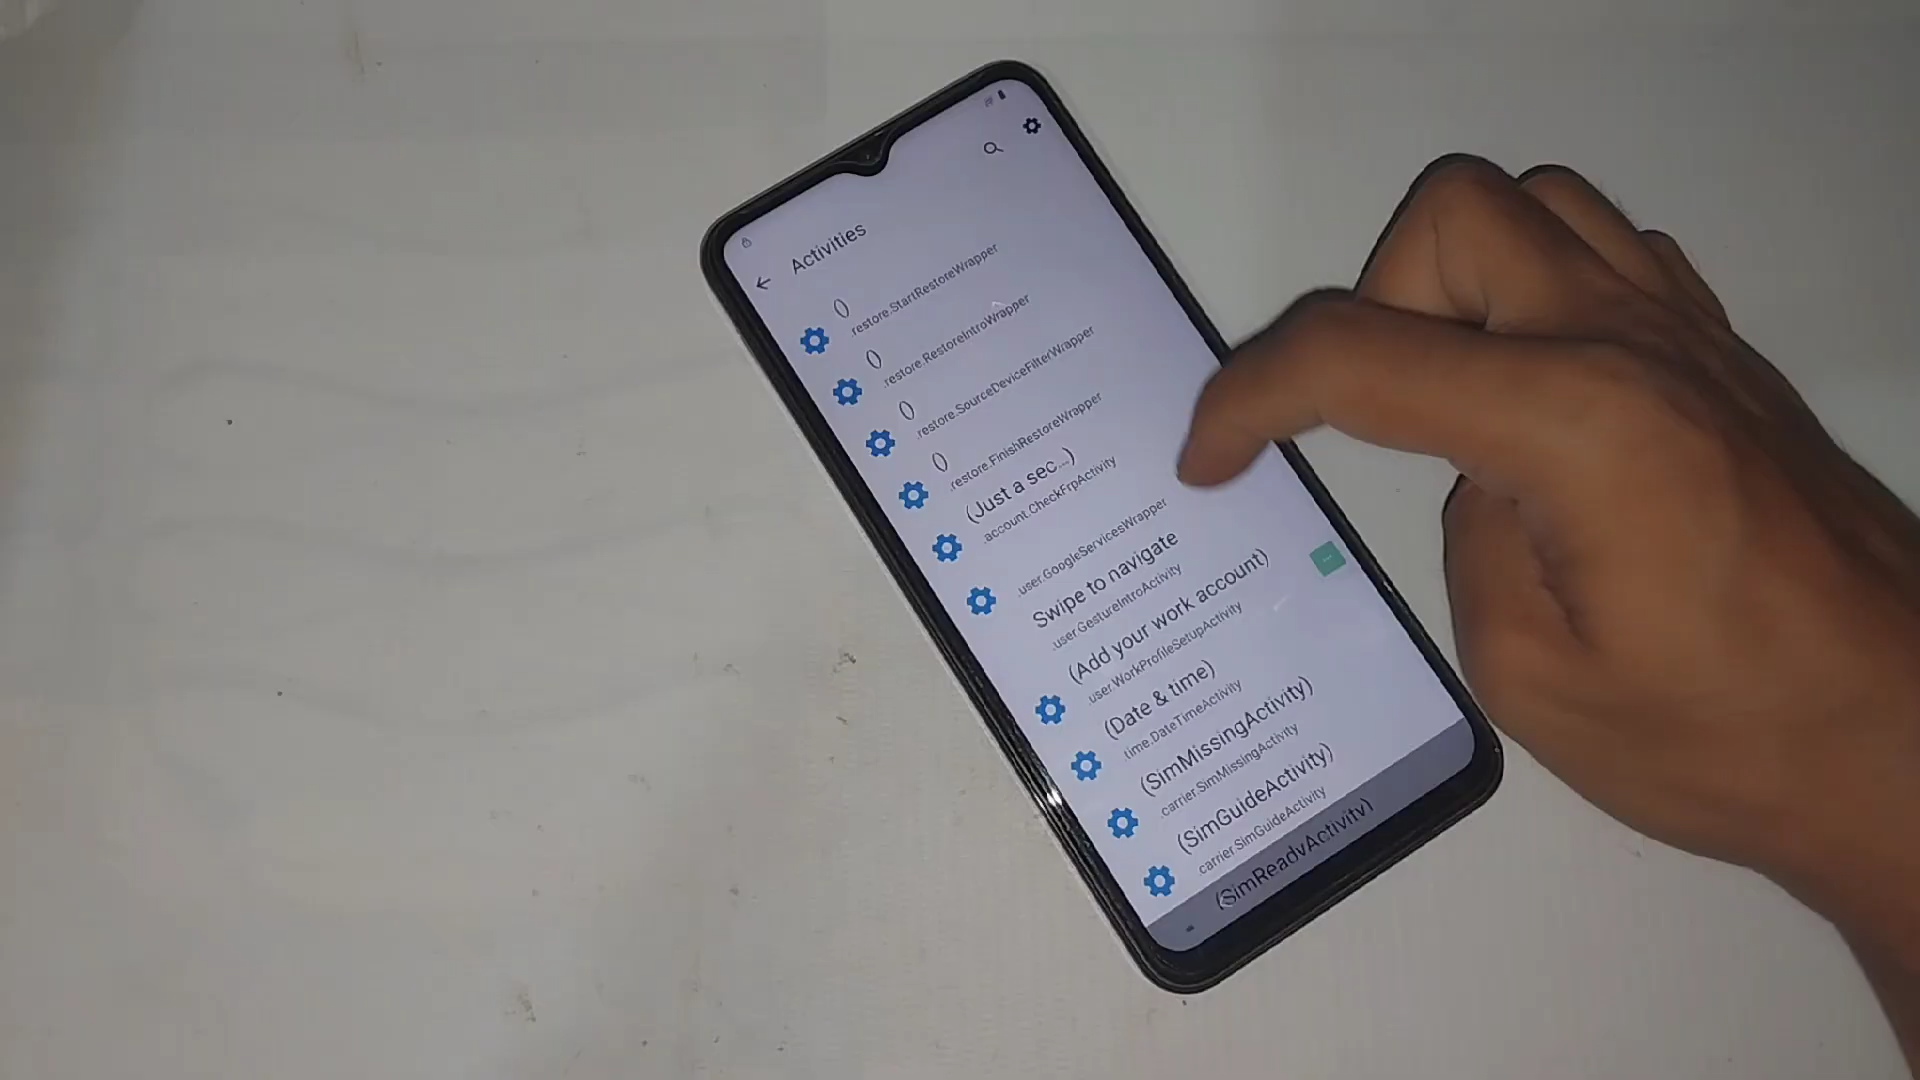 Activities
()
.restore.StartRestoreWrapper
()
.restore.RestoreIntroWrapper
()
.restore.SourceDeviceFilterWrapper
()
.restore.FinishRestoreWrapper
(Just a sec...)
.account.CheckFrpActivity
.user.GoogleServicesWrapper
Swipe to navigate
.user.GestureIntroActivity
(Add your work account)
.user.WorkProfileSetupActivity
(Date & time)
.time.DateTimeActivity
(SimMissingActivity)
.carrier.SimMissingActivity
(SimGuideActivity)
.carrier.SimGuideActivity
(SimReadyActivity)